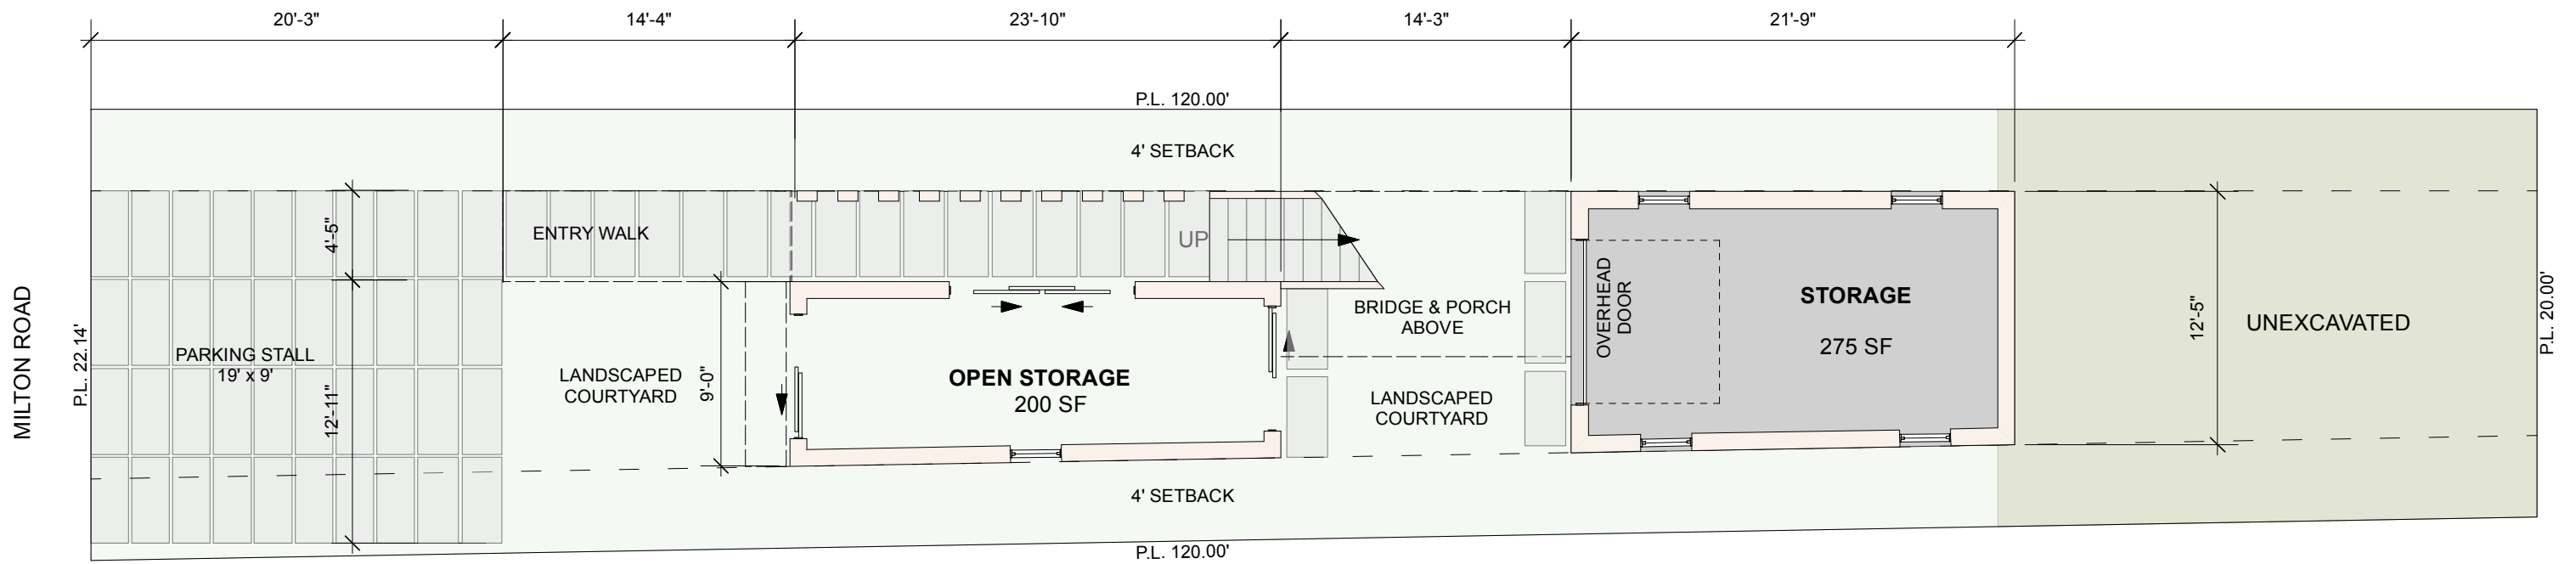 20'-3"
14'-4"
23'-10"
14'-3"
21'-9"
P.L. 120.00'
4' SETBACK
MILTON ROAD
P.L. 22.14'
4'-5"
ENTRY WALK
UP
PARKING STALL
19' x 9'
12'-11"
LANDSCAPED
COURTYARD
9'-0"
OPEN STORAGE
200 SF
BRIDGE & PORCH
ABOVE
LANDSCAPED
COURTYARD
OVERHEAD
DOOR
STORAGE
275 SF
12'-5"
UNEXCAVATED
P.L. 20.00'
4' SETBACK
P.L. 120.00'